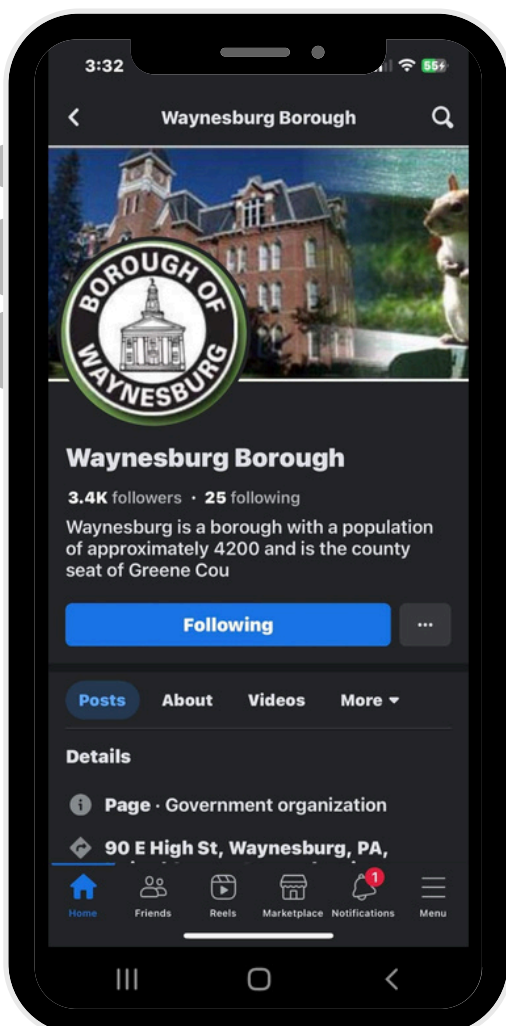 3:32
55
Waynesburg Borough
BOROUGH OF
WAYNESBURG
Waynesburg Borough
3.4K followers · 25 following
Waynesburg is a borough with a population
of approximately 4200 and is the county
seat of Greene Cou
Following
Posts About Videos More
Details
Page · Government organization
90 E High St, Waynesburg, PA,
1
Home Friends Reels Marketplace Notifications Menu